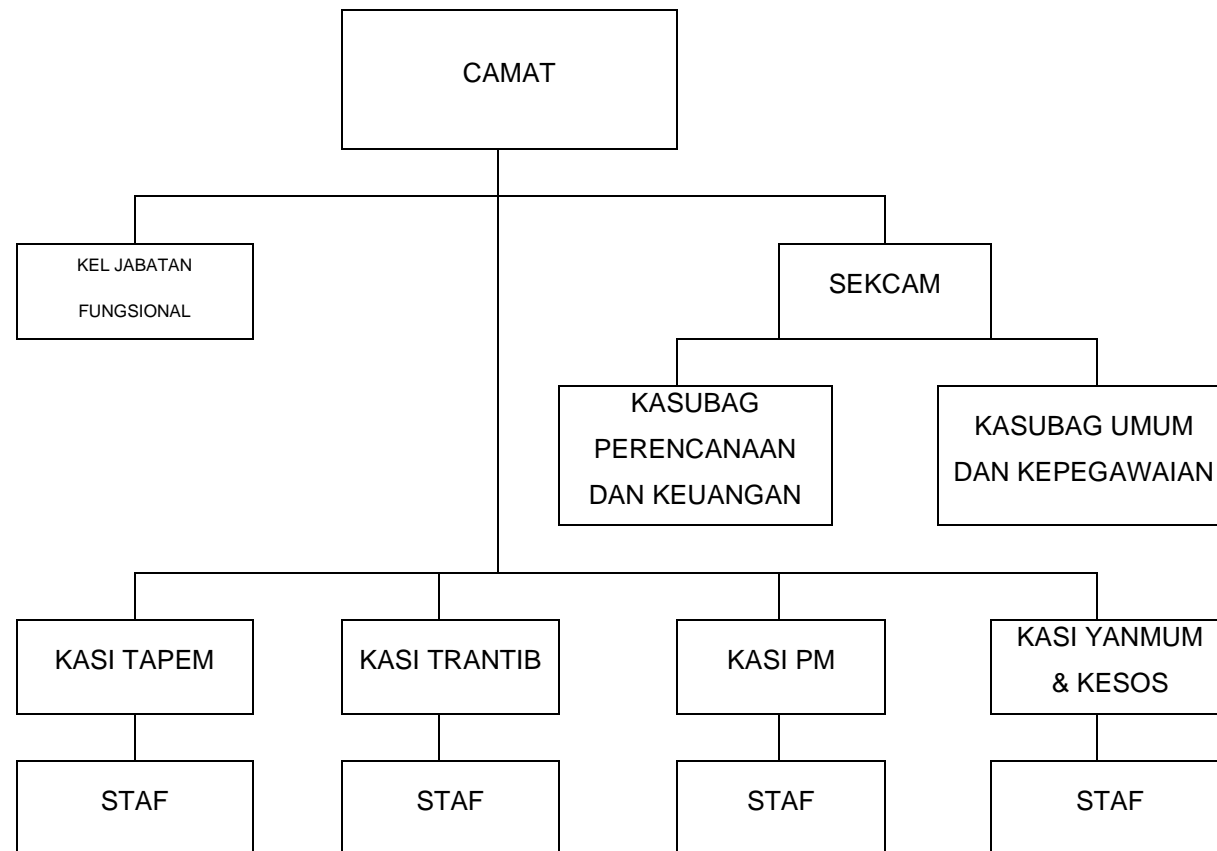 CAMAT
KEL JABATAN
FUNGSIONAL
SEKCAM
KASUBAG
PERENCANAAN
DAN KEUANGAN
KASUBAG UMUM
DAN KEPEGAWAIAN
KASI TAPEM
KASI TRANTIB
KASI PM
KASI YANMUM
& KESOS
STAF
STAF
STAF
STAF